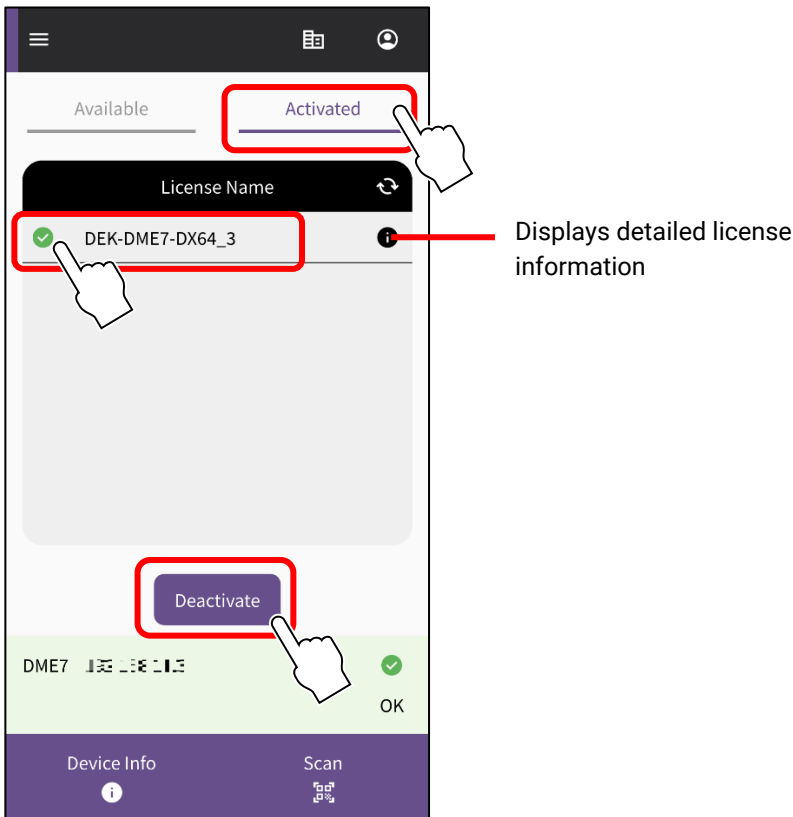 Available
Activated
License Name
DEK-DME7-DX64_3
Displays detailed license
information
Deactivate
DME7
OK
Device Info
Scan